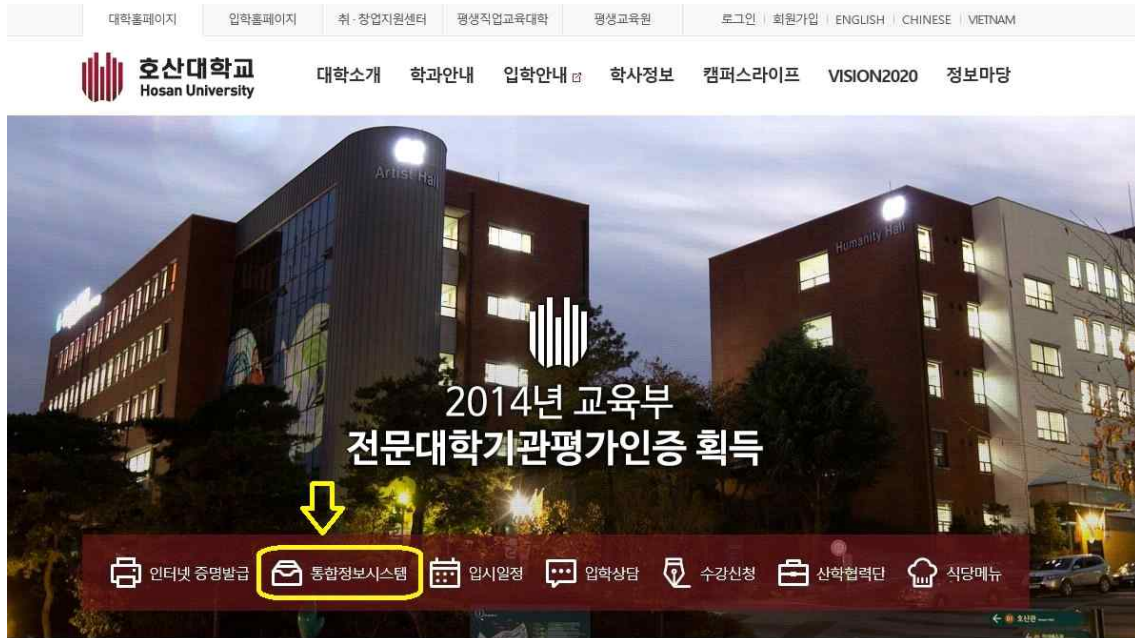 대학홈페이지 입학홈페이지 취·창업지원센터 평생직업교육대학 평생교육원 로그인 회원가입 ENGLISH CHINESE VIETNAM
호산대학교
Hosan University
대학소개 학과안내 입학안내 학사정보 캠퍼스라이프 VISION2020 정보마당
Artist Hall
Humanity Hall
2014년 교육부
전문대학기관평가인증 획득
인터넷 증명발급 통합정보시스템 입시일정 입학상담 수강신청 산학협력단 식당메뉴
호산관